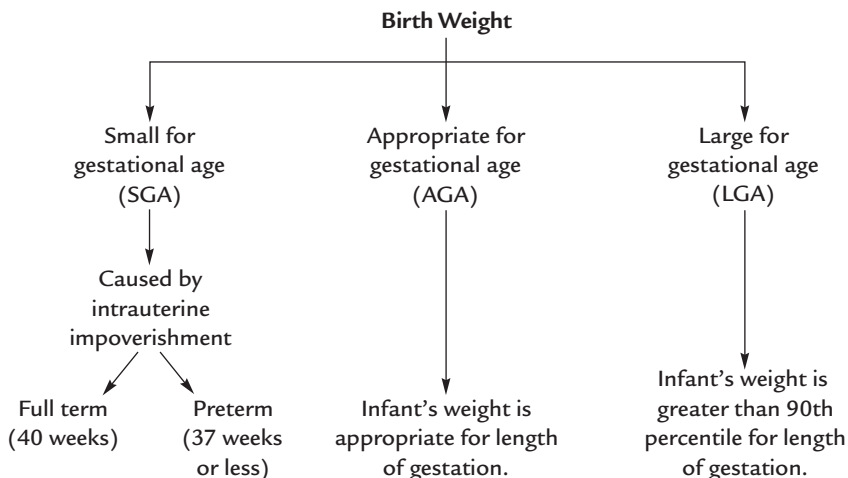 Birth Weight
Small for
gestational age
(SGA)
Appropriate for
gestational age
(AGA)
Large for
gestational age
(LGA)
Caused by
intrauterine
impoverishment
Full term
(40 weeks)
Preterm
(37 weeks
or less)
Infant’s weight is
appropriate for length
of gestation.
Infant’s weight is
greater than 90th
percentile for length
of gestation.